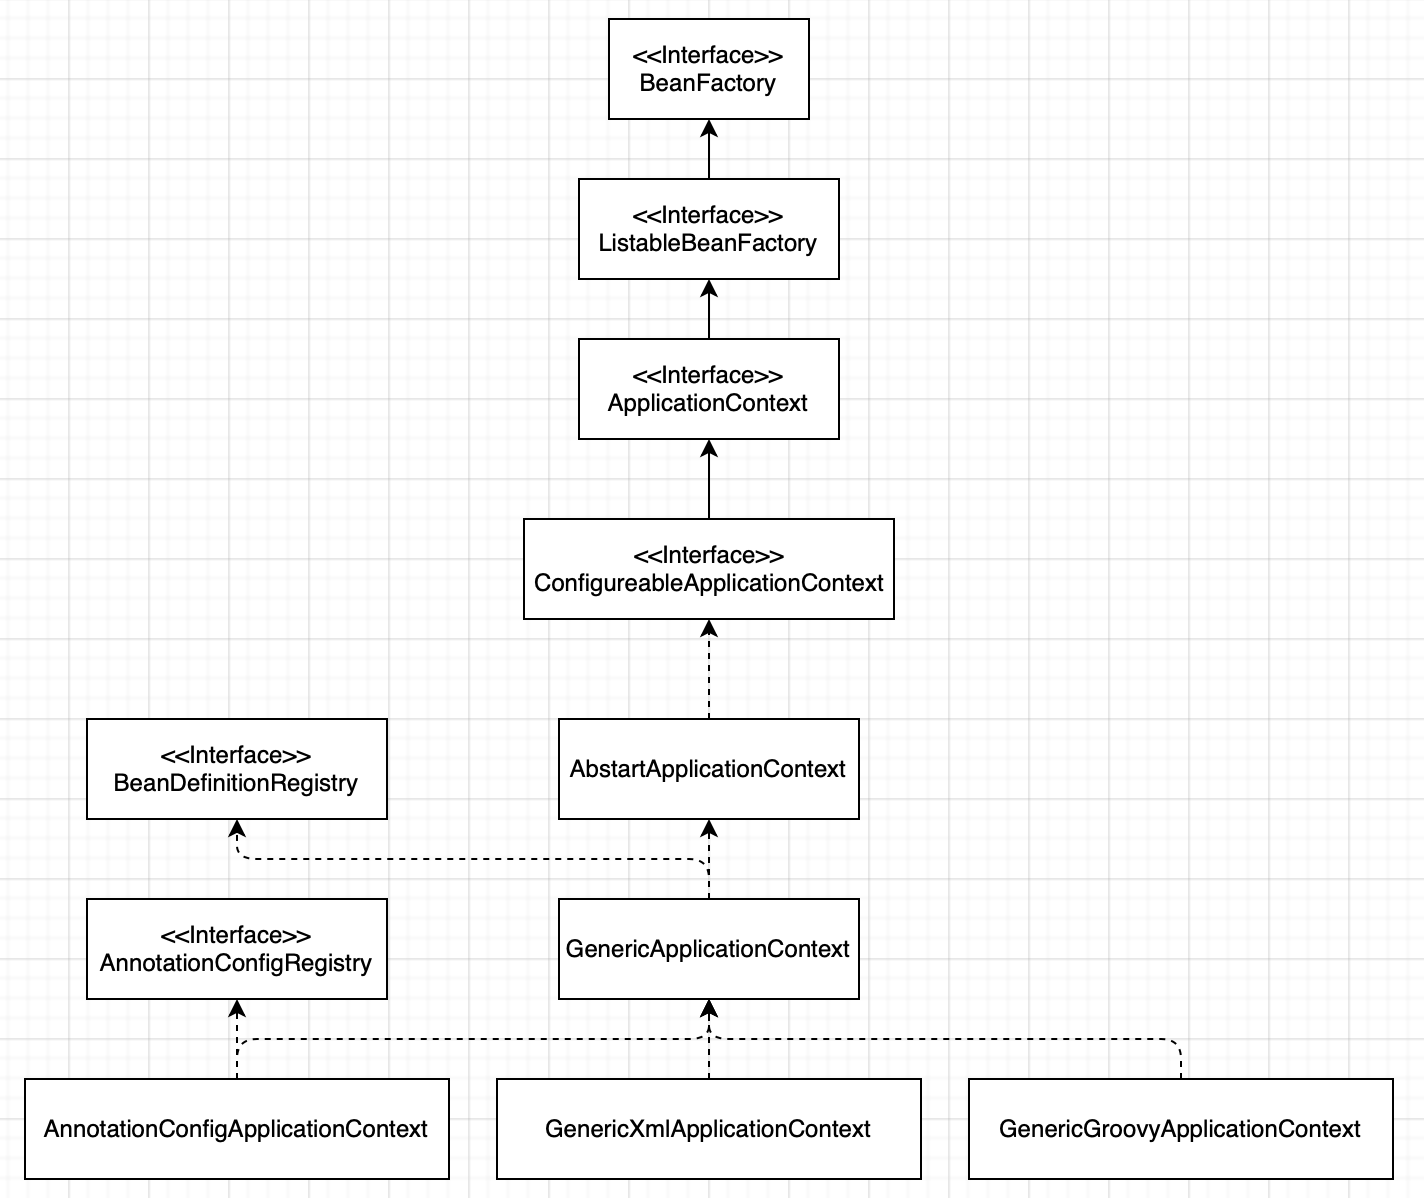 <<Interface>>
BeanFactory
<<Interface>>
ListableBeanFactory
<<Interface>>
ApplicationContext
<<Interface>>
ConfigureableApplicationContext
<<Interface>>
BeanDefinitionRegistry
AbstartApplicationContext
<<Interface>>
AnnotationConfigRegistry
GenericApplicationContext
AnnotationConfigApplicationContext
GenericXmlApplicationContext
GenericGroovyApplicationContext